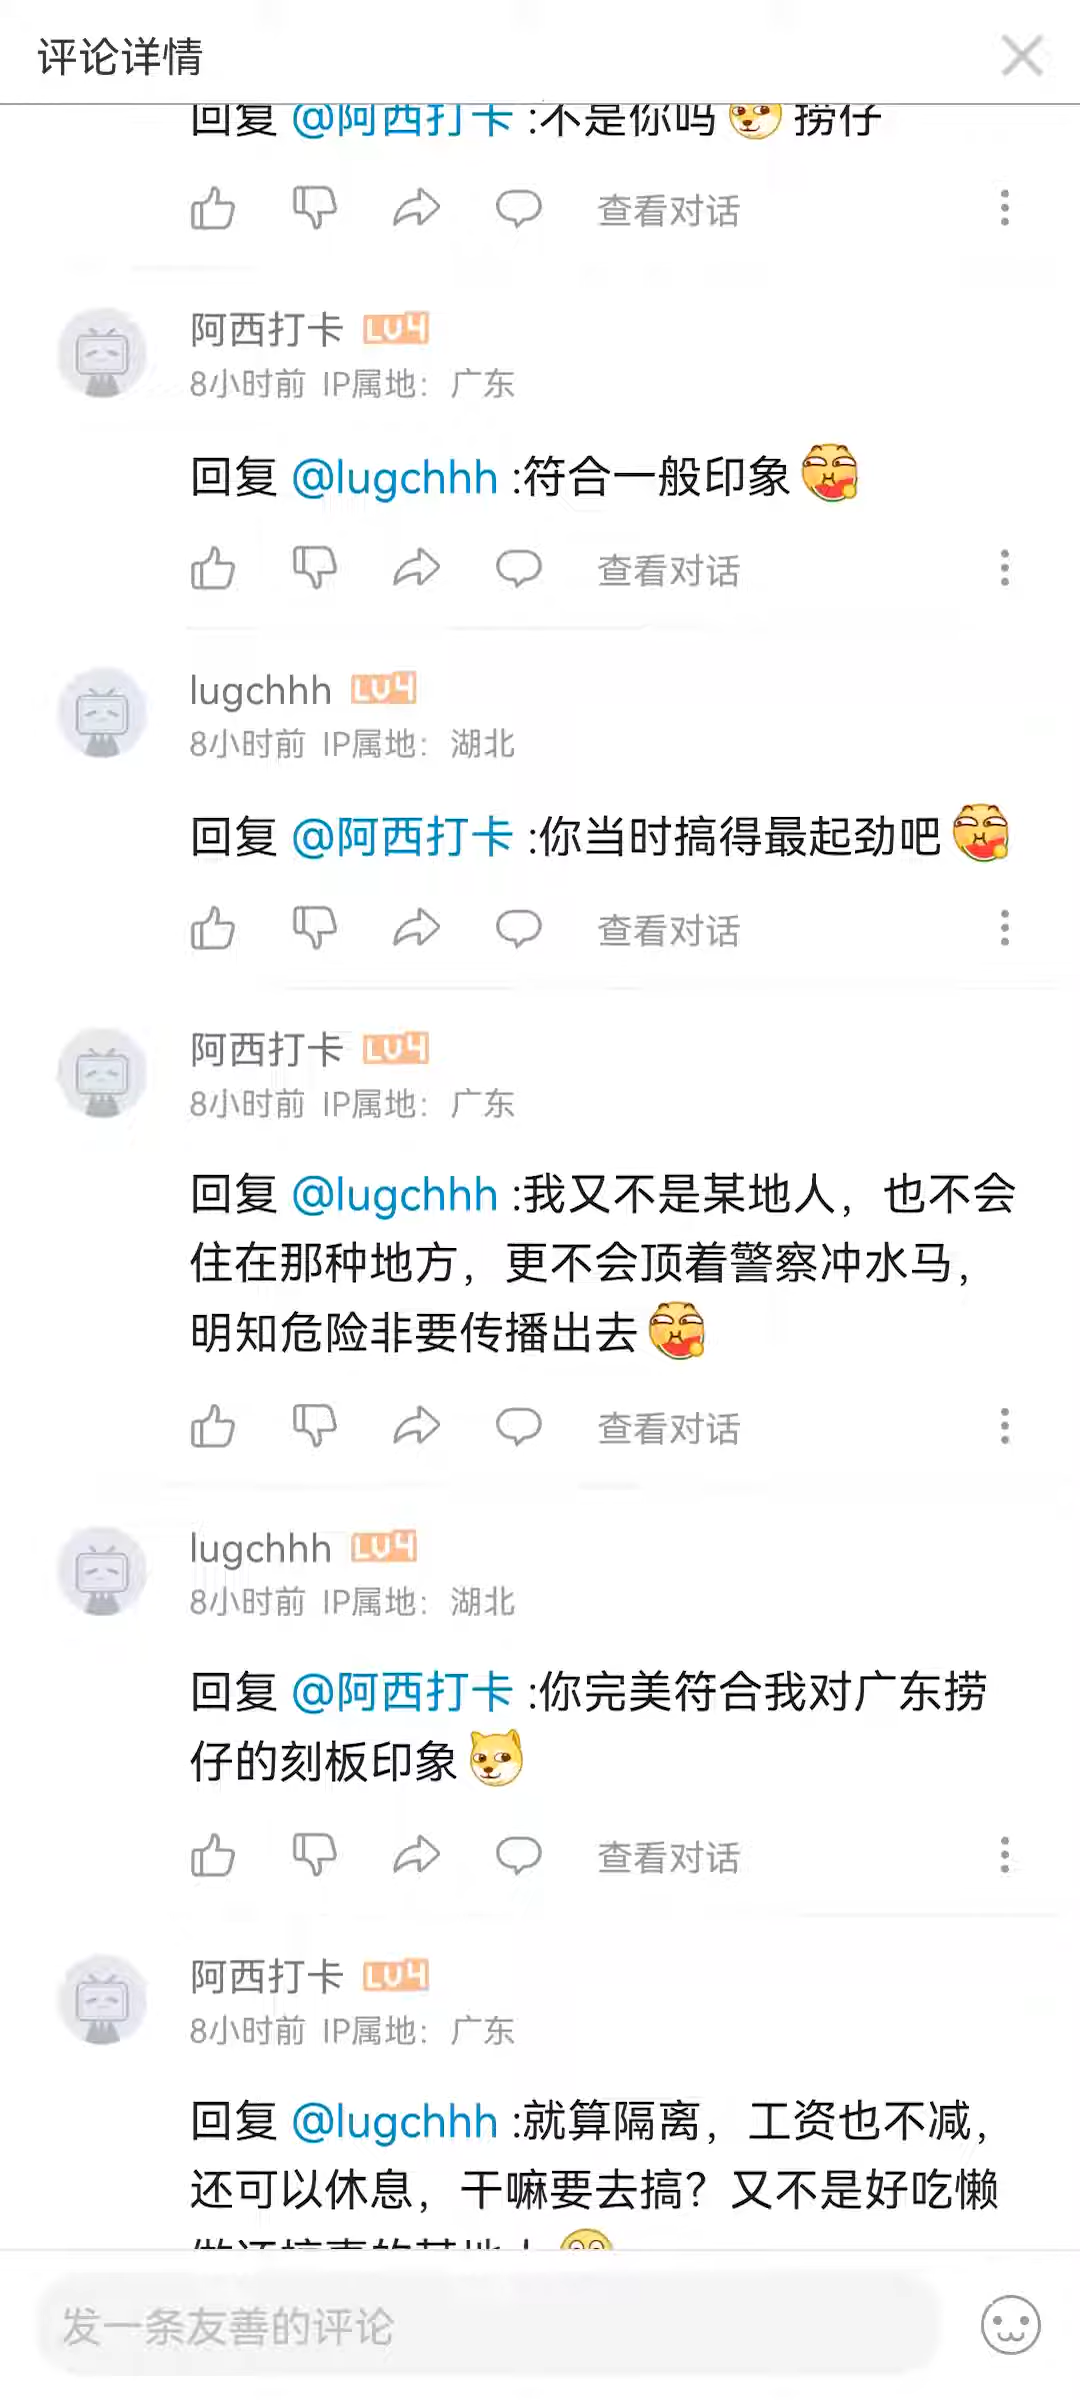 评论详情
回复 @阿西打卡 :不是你吗 捞仔
查看对话
阿西打卡 LV4
8小时前 IP属地：广东
回复 @lugchhh :符合一般印象
查看对话
lugchhh LV4
8小时前 IP属地：湖北
回复 @阿西打卡 :你当时搞得最起劲吧
查看对话
阿西打卡 LV4
8小时前 IP属地：广东
回复 @lugchhh :我又不是某地人，也不会
住在那种地方，更不会顶着警察冲水马，
明知危险非要传播出去
查看对话
lugchhh LV4
8小时前 IP属地：湖北
回复 @阿西打卡 :你完美符合我对广东捞
仔的刻板印象
查看对话
阿西打卡 LV4
8小时前 IP属地：广东
回复 @lugchhh :就算隔离，工资也不减，
还可以休息，干嘛要去搞？又不是好吃懒
发一条友善的评论